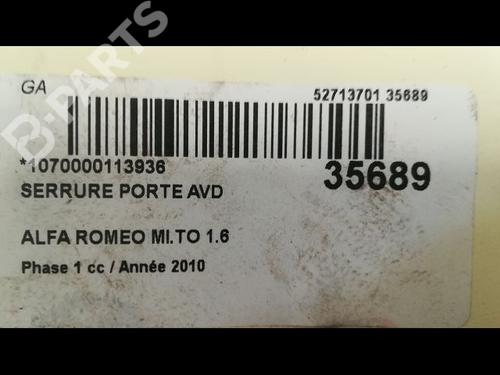 GA
52713701 35689
*1070000113936
35689
SERRURE PORTE AVD
ALFA ROMEO MI.TO 1.6
Phase 1 cc / Année 2010
B-PARTS